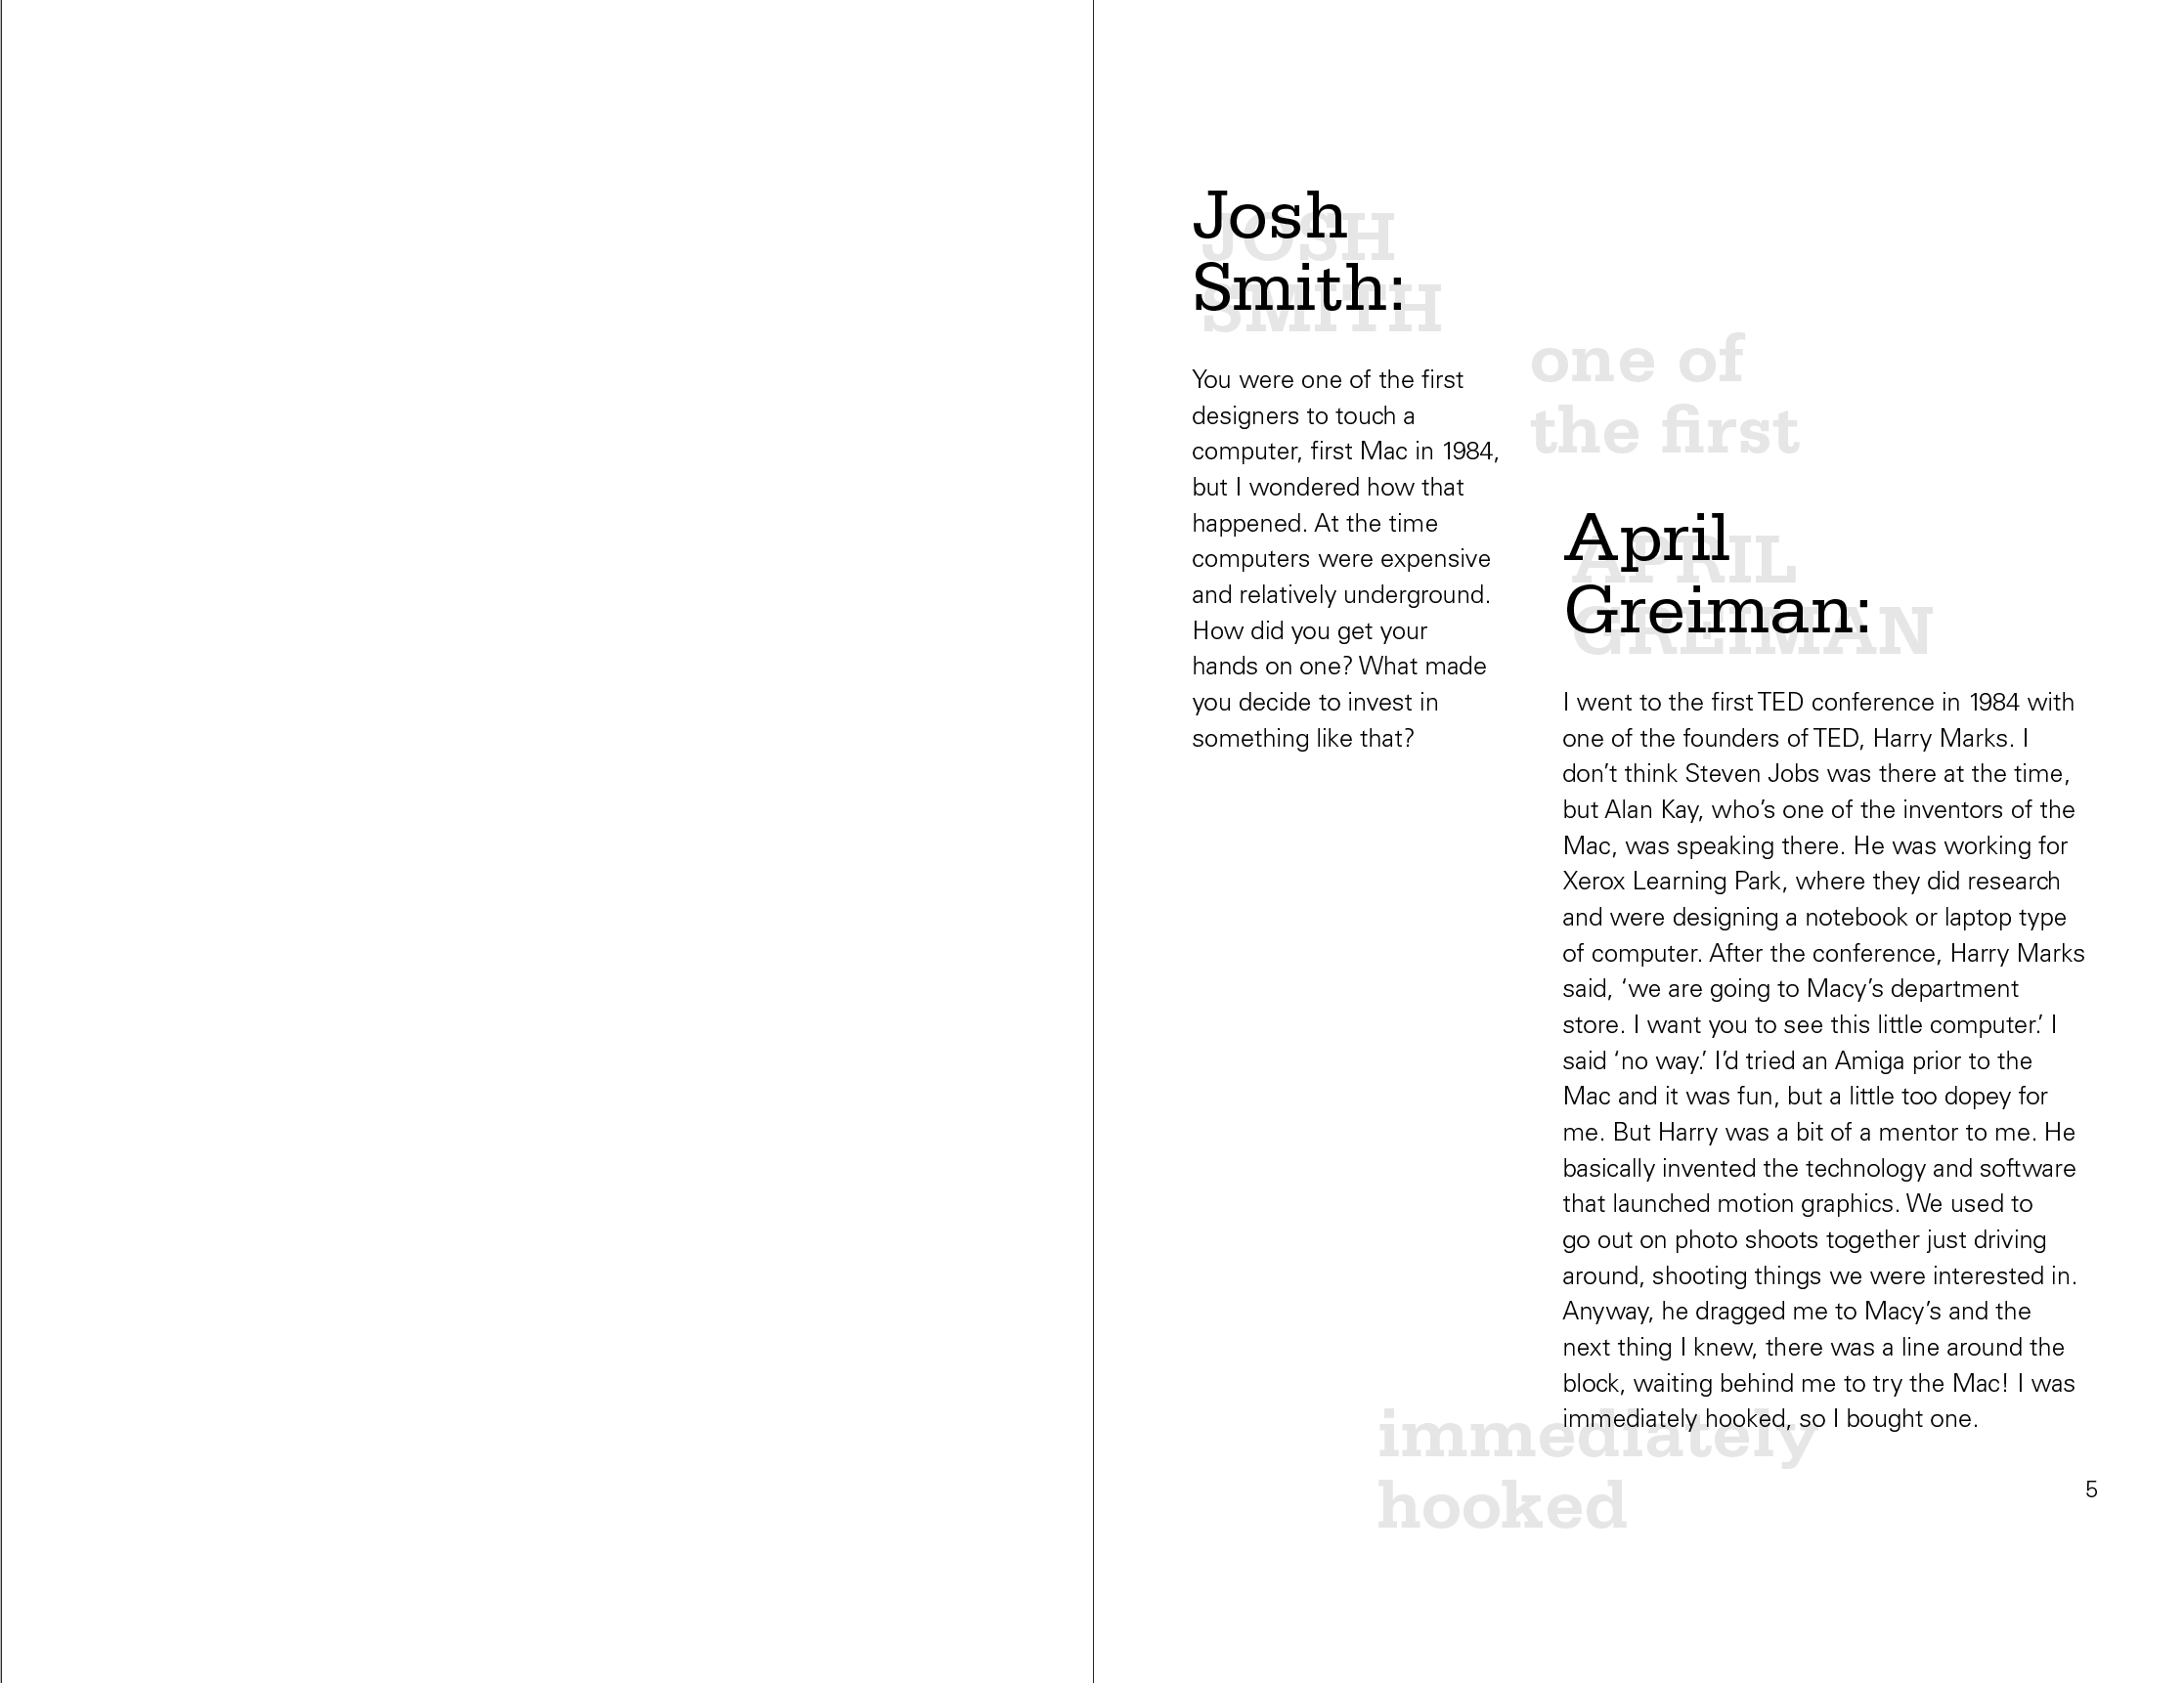 Josh
Smith:
JOSH
SMITH
You were one of the first
designers to touch a
computer, first Mac in 1984,
but I wondered how that
happened. At the time
computers were expensive
and relatively underground.
How did you get your
hands on one? What made
you decide to invest in
something like that?
one of
the first
April
Greiman:
APRIL
GREIMAN
I went to the first TED conference in 1984 with
one of the founders of TED, Harry Marks. I
don’t think Steven Jobs was there at the time,
but Alan Kay, who’s one of the inventors of the
Mac, was speaking there. He was working for
Xerox Learning Park, where they did research
and were designing a notebook or laptop type
of computer. After the conference, Harry Marks
said, ‘we are going to Macy’s department
store. I want you to see this little computer.’ I
said ‘no way.’ I’d tried an Amiga prior to the
Mac and it was fun, but a little too dopey for
me. But Harry was a bit of a mentor to me. He
basically invented the technology and software
that launched motion graphics. We used to
go out on photo shoots together just driving
around, shooting things we were interested in.
Anyway, he dragged me to Macy’s and the
next thing I knew, there was a line around the
block, waiting behind me to try the Mac! I was
immediately hooked, so I bought one.
immediately
hooked
5